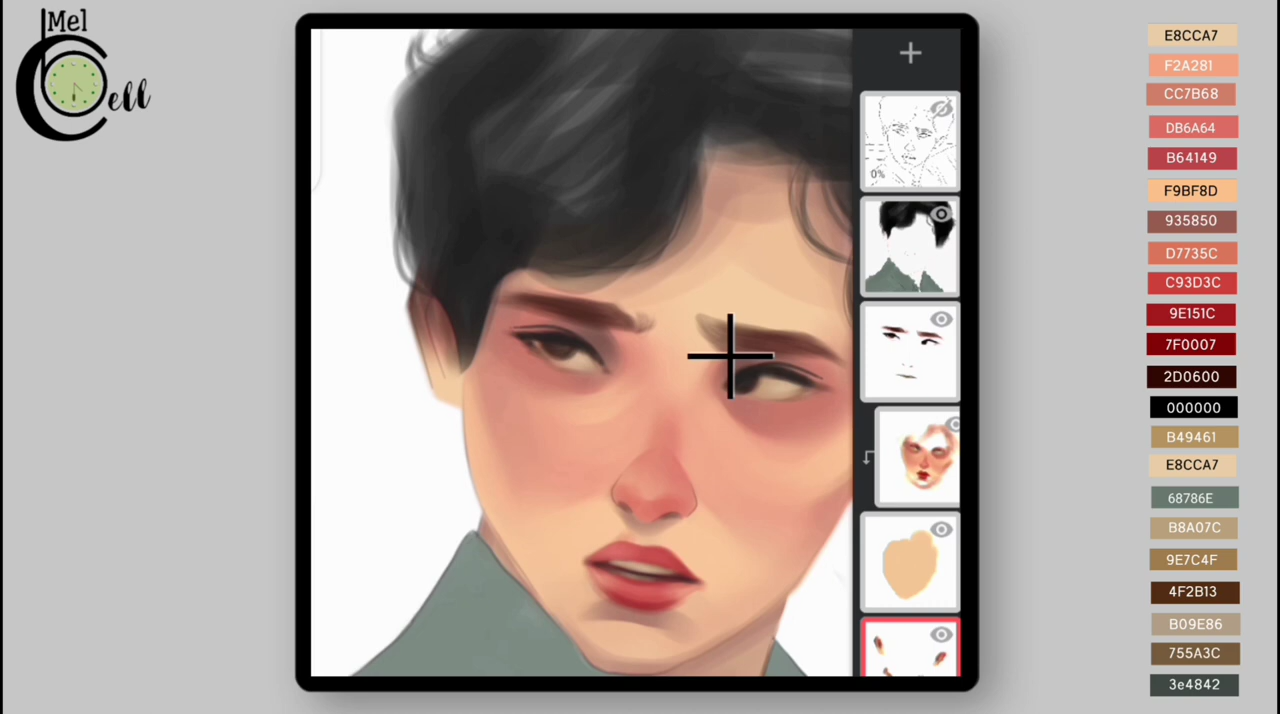 Mel
Cell
0%
E8CCA7
F2A281
CC7B68
DB6A64
B64149
F9BF8D
935850
D7735C
C93D3C
9E151C
7F0007
2D0600
000000
B49461
E8CCA7
68786E
B8A07C
9E7C4F
4F2B13
B09E86
755A3C
3e4842